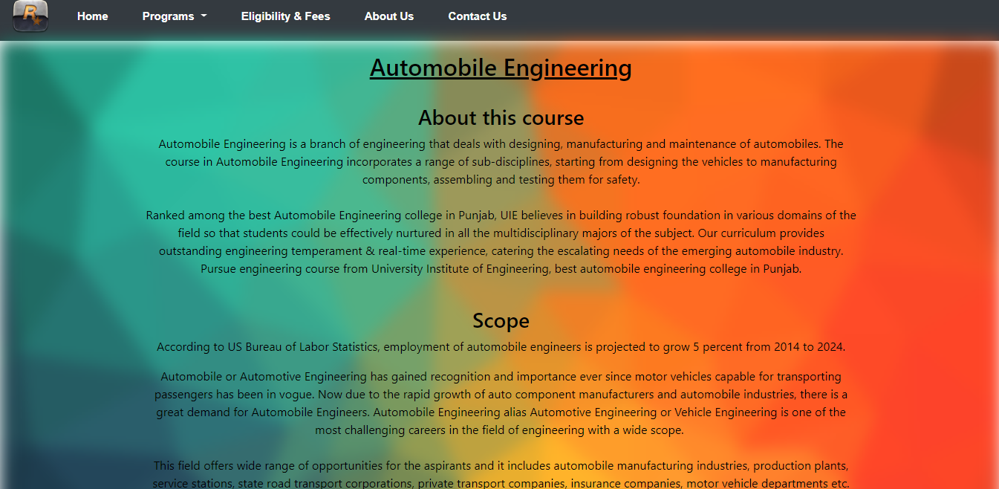 R
Home
Programs
Eligibility & Fees
About Us
Contact Us
Automobile Engineering
About this course
Automobile Engineering is a branch of engineering that deals with designing, manufacturing and maintenance of automobiles. The
course in Automobile Engineering incorporates a range of sub-disciplines, starting from designing the vehicles to manufacturing
components, assembling and testing them for safety.
Ranked among the best Automobile Engineering college in Punjab, UIE believes in building robust foundation in various domains of the
field so that students could be effectively nurtured in all the multidisciplinary majors of the subject. Our curriculum provides
outstanding engineering temperament & real-time experience, catering the escalating needs of the emerging automobile industry.
Pursue engineering course from University Institute of Engineering, best automobile engineering college in Punjab.
Scope
According to US Bureau of Labor Statistics, employment of automobile engineers is projected to grow 5 percent from 2014 to 2024.
Automobile or Automotive Engineering has gained recognition and importance ever since motor vehicles capable for transporting
passengers has been in vogue. Now due to the rapid growth of auto component manufacturers and automobile industries, there is a
great demand for Automobile Engineers. Automobile Engineering alias Automotive Engineering or Vehicle Engineering is one of the
most challenging careers in the field of engineering with a wide scope.
This field offers wide range of opportunities for the aspirants and it includes automobile manufacturing industries, production plants,
service stations, state road transport corporations, private transport companies, insurance companies, motor vehicle departments etc.